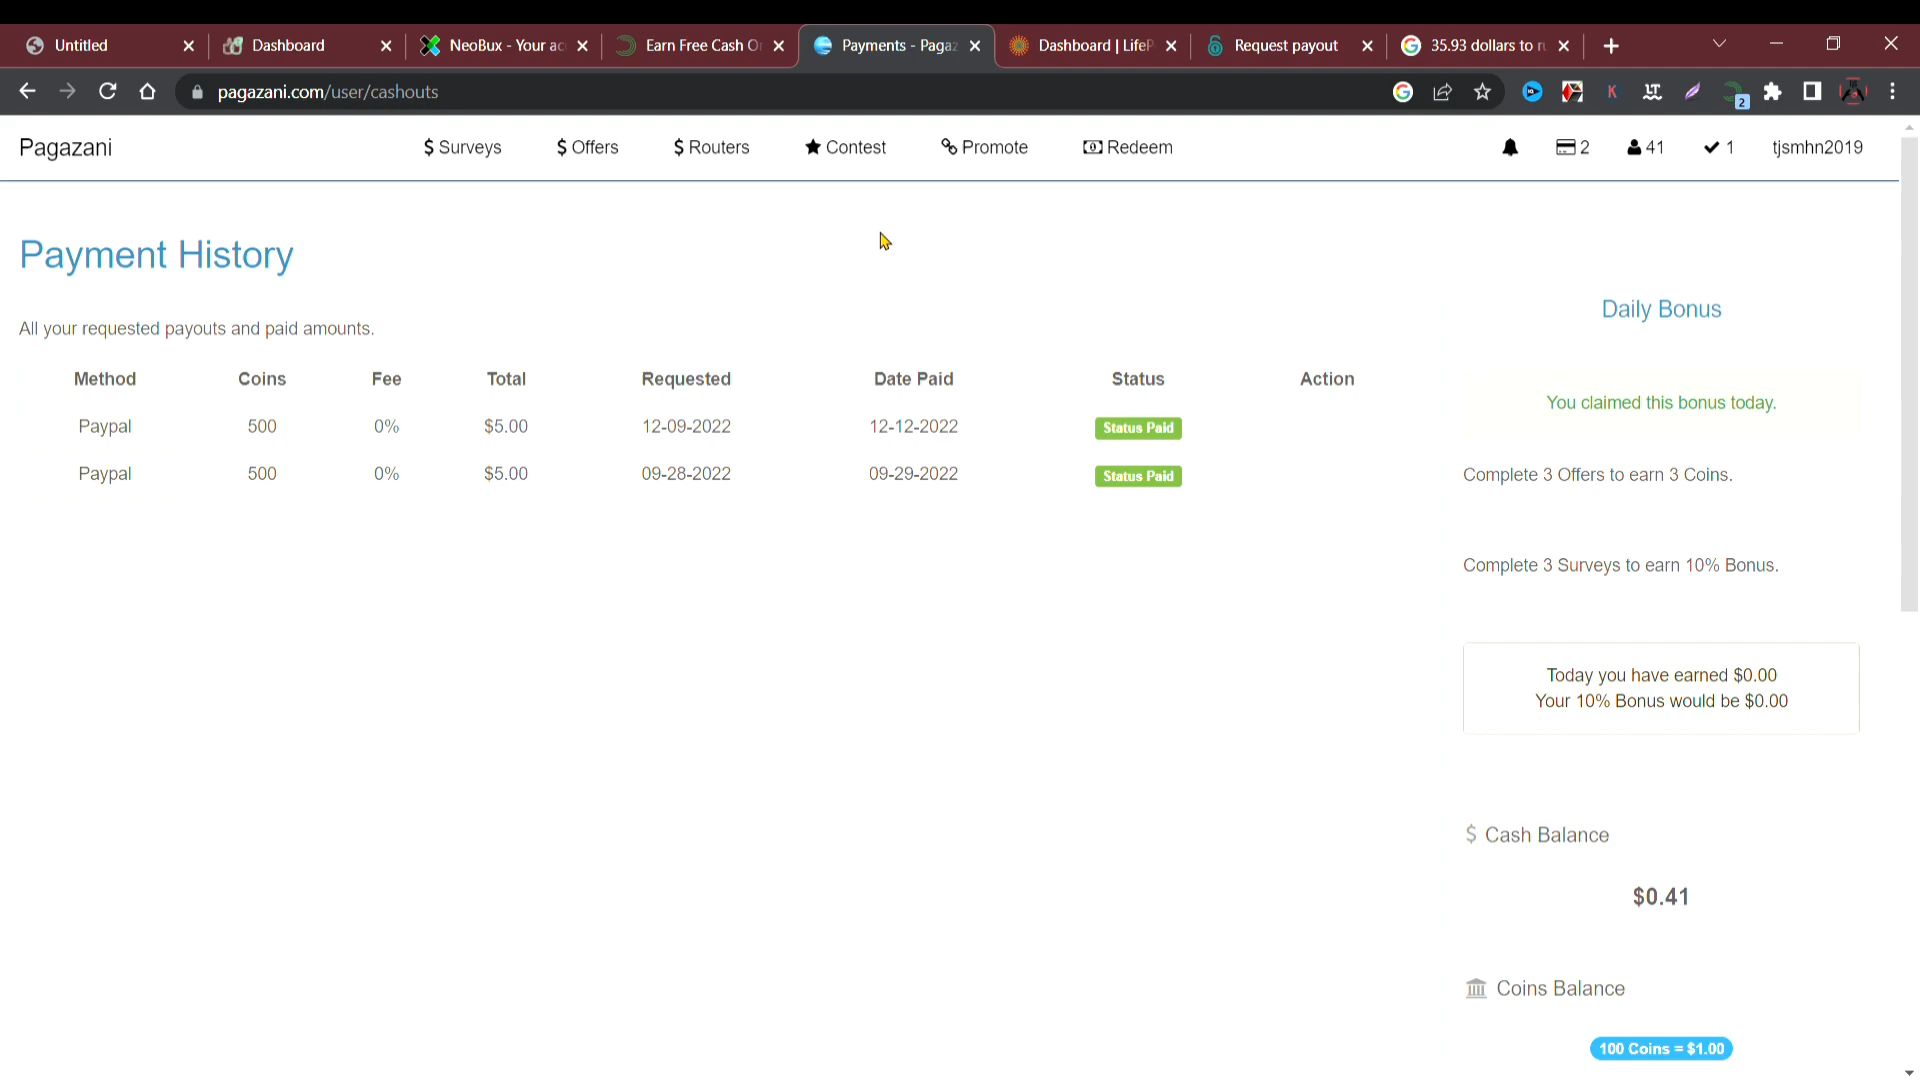 Untitled
Dashboard
NeoBux - Your ac
Earn Free Cash O
Payments - Pagaz
Dashboard | LifeP
Request payout
35.93 dollars to ru
pagazani.com/user/cashouts
2
Pagazani
$ Surveys
$ Offers
$ Routers
Contest
Promote
Redeem
2
41
1
tjsmhn2019
Payment History
All your requested payouts and paid amounts.
Method Coins Fee Total Requested Date Paid Status Action
Paypal 500 0% $5.00 12-09-2022 12-12-2022 Status Paid
Paypal 500 0% $5.00 09-28-2022 09-29-2022 Status Paid
Daily Bonus
You claimed this bonus today.
Complete 3 Offers to earn 3 Coins.
Complete 3 Surveys to earn 10% Bonus.
Today you have earned $0.00
Your 10% Bonus would be $0.00
$ Cash Balance
$0.41
Coins Balance
100 Coins = $1.00